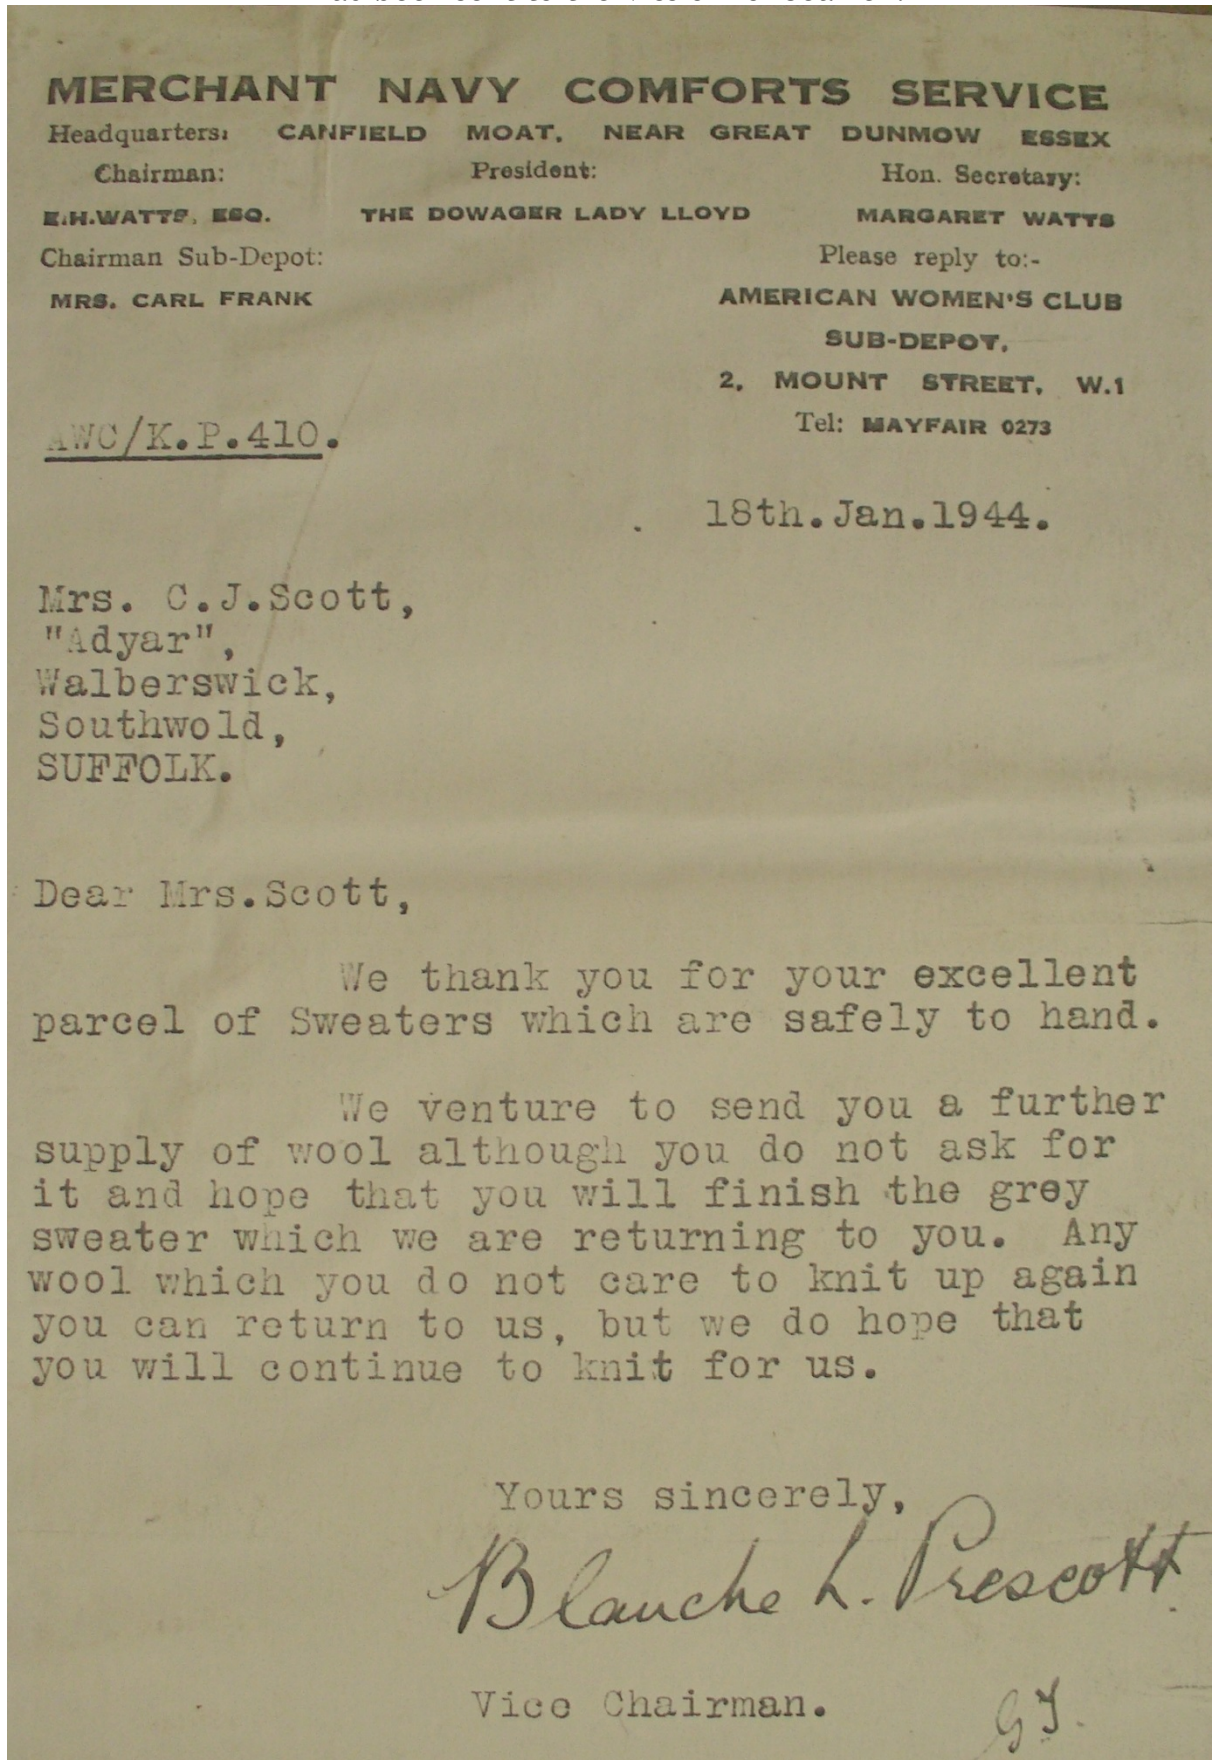 MERCHANT NAVY COMFORTS SERVICE
Headquarters: CANFIELD MOAT, NEAR GREAT DUNMOW ESSEX
Chairman: President: Hon. Secretary:
E.H.WATTS, ESQ. THE DOWAGER LADY LLOYD MARGARET WATTS
Chairman Sub-Depot: Please reply to:-
MRS. CARL FRANK AMERICAN WOMEN'S CLUB
SUB-DEPOT,
2, MOUNT STREET, W.1
Tel: MAYFAIR 0273
AWC/K.P.410.
18th.Jan.1944.
Mrs. C.J.Scott,
"Adyar",
Walberswick,
Southwold,
SUFFOLK.
Dear Mrs.Scott,
We thank you for your excellent
parcel of Sweaters which are safely to hand.
We venture to send you a further
supply of wool although you do not ask for
it and hope that you will finish the grey
sweater which we are returning to you. Any
wool which you do not care to knit up again
you can return to us, but we do hope that
you will continue to knit for us.
Yours sincerely,
Blanche L. Prescott
Vice Chairman.